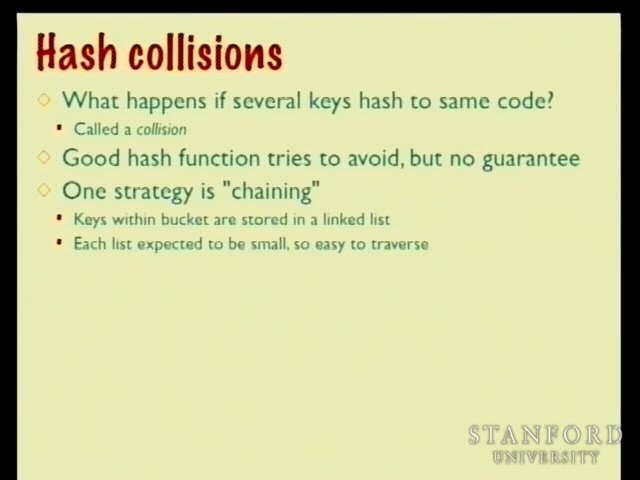 Hash collisions
What happens if several keys hash to same code?
Called a collision
Good hash function tries to avoid, but no guarantee
One strategy is "chaining"
Keys within bucket are stored in a linked list
Each list expected to be small, so easy to traverse
STANFORD
UNIVERSITY